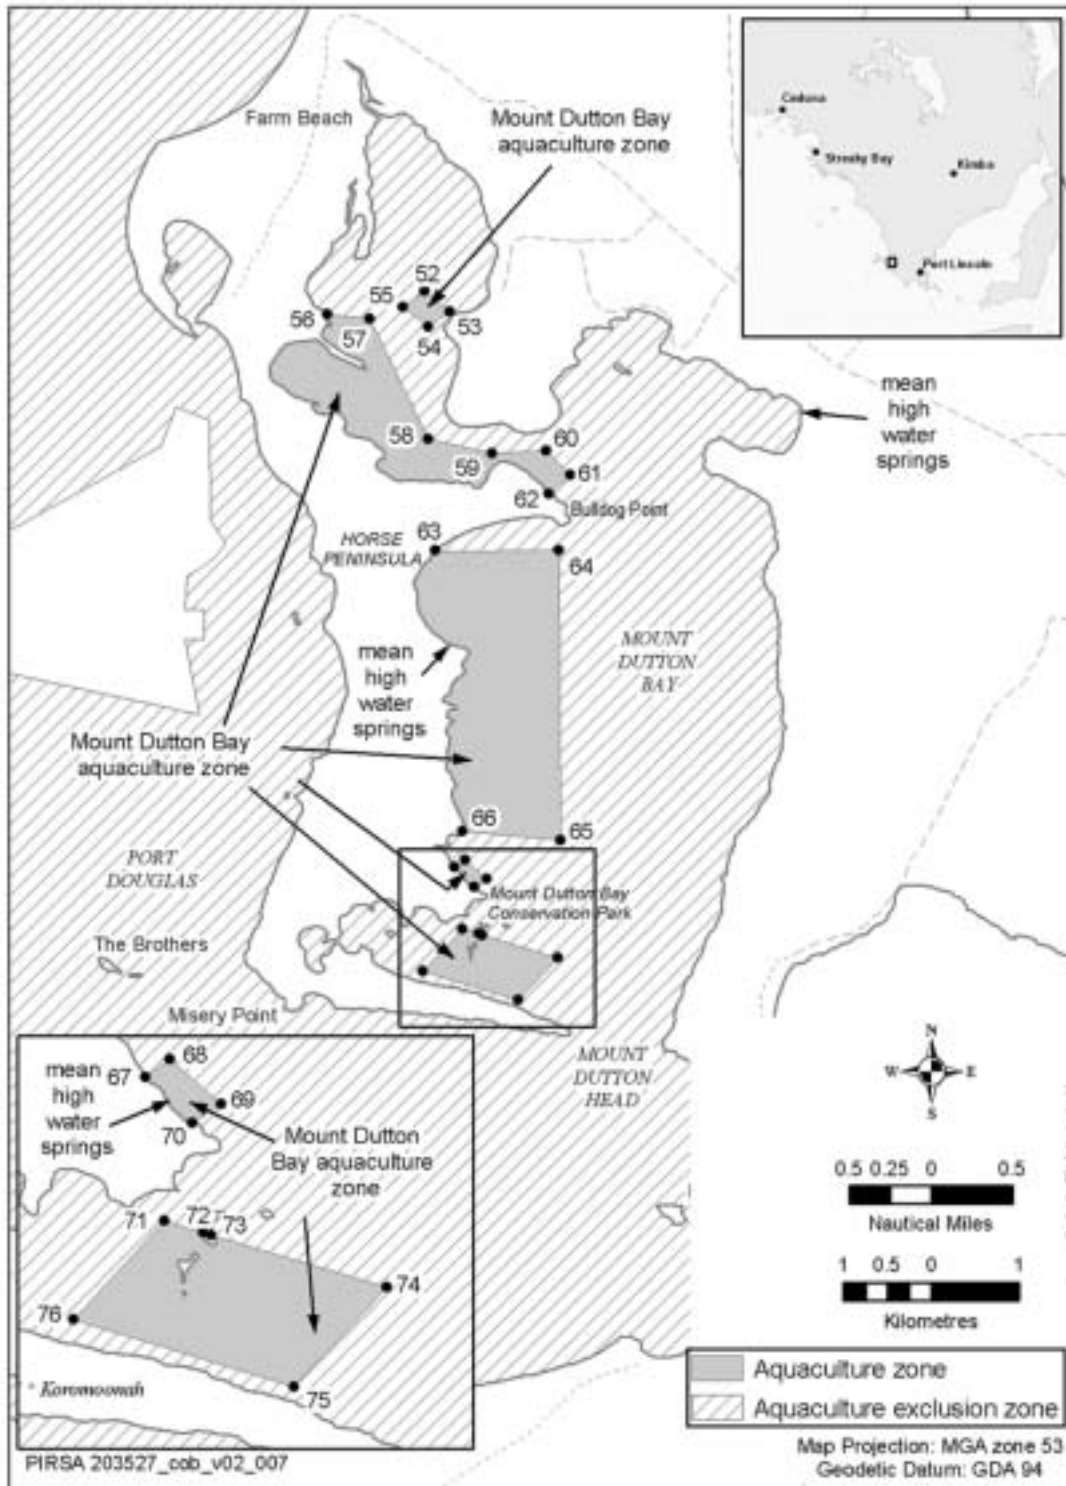 Farm Beach
Mount Dutton Bay
aquaculture zone
Ceduna
Streaky Bay
Kimba
Port Lincoln
52
55
53
56
57
54
mean
high
water
springs
58
60
59
61
62
Bulldog Point
63
HORSE
PENINSULA
64
MOUNT
DUTTON
BAY
mean
high
water
springs
Mount Dutton Bay
aquaculture zone
66
65
PORT
DOUGLAS
Mount Dutton Bay
Conservation Park
The Brothers
Misery Point
MOUNT
DUTTON
HEAD
68
mean
high
water
springs
67
69
70
Mount Dutton
Bay aquaculture
zone
71
72
73
74
76
75
Koromoonah
N
W
E
S
0.5 0.25 0 0.5
Nautical Miles
1 0.5 0 1
Kilometres
Aquaculture zone
Aquaculture exclusion zone
PIRSA 203527_cob_v02_007
Map Projection: MGA zone 53
Geodetic Datum: GDA 94